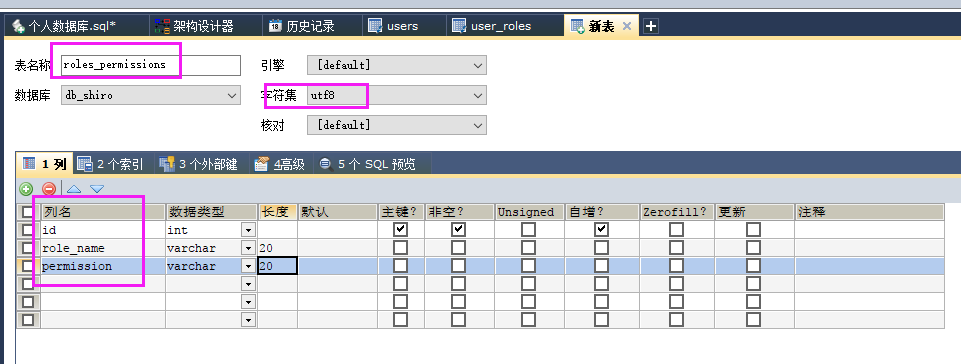 个人数据库.sql* 架构设计器 历史记录 users user_roles 新表
表名称 roles_permissions 引擎 [default]
数据库 db_shiro 字符集 utf8
核对 [default]
1 列 2 个索引 3 个外部键 4高级 5 个 SQL 预览
列名 数据类型 长度 默认 主键? 非空? Unsigned 自增? Zerofill? 更新 注释
id int
role_name varchar 20
permission varchar 20